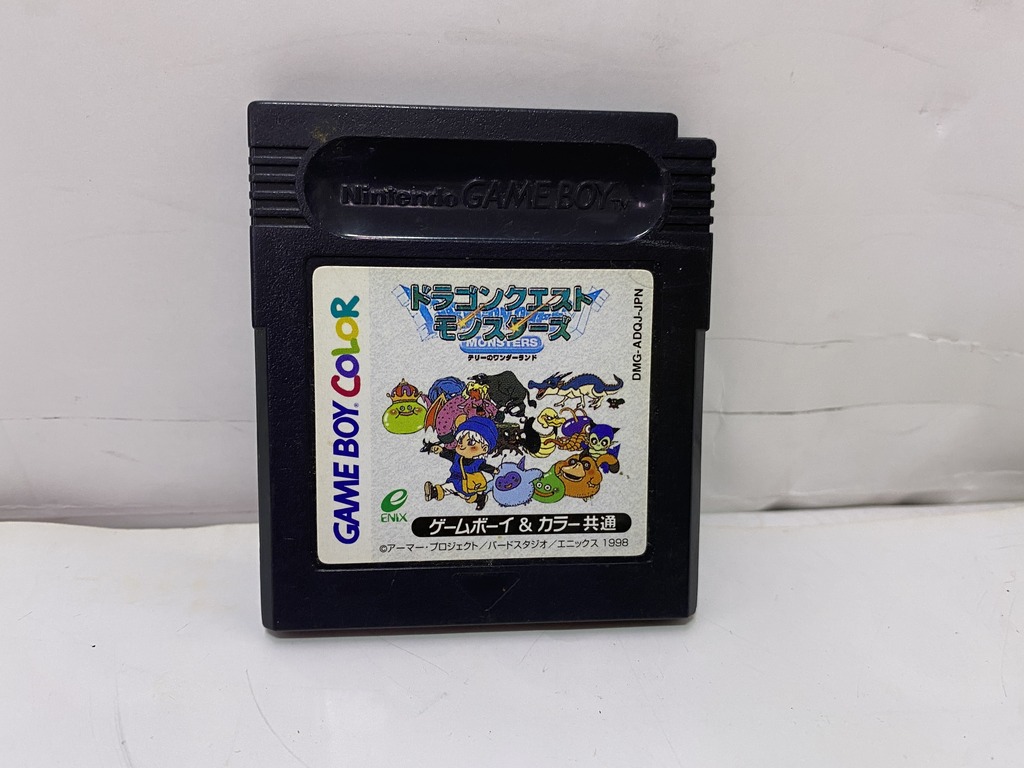 Nintendo GAME BOY TM
GAME BOY COLOR
ドラゴンクエスト
モンスターズ
MONSTERS
テリーのワンダーランド
DMG-ADQJ-JPN
ENIX
ゲームボーイ & カラー共通
©アーマー・プロジェクト/バードスタジオ/エニックス 1998